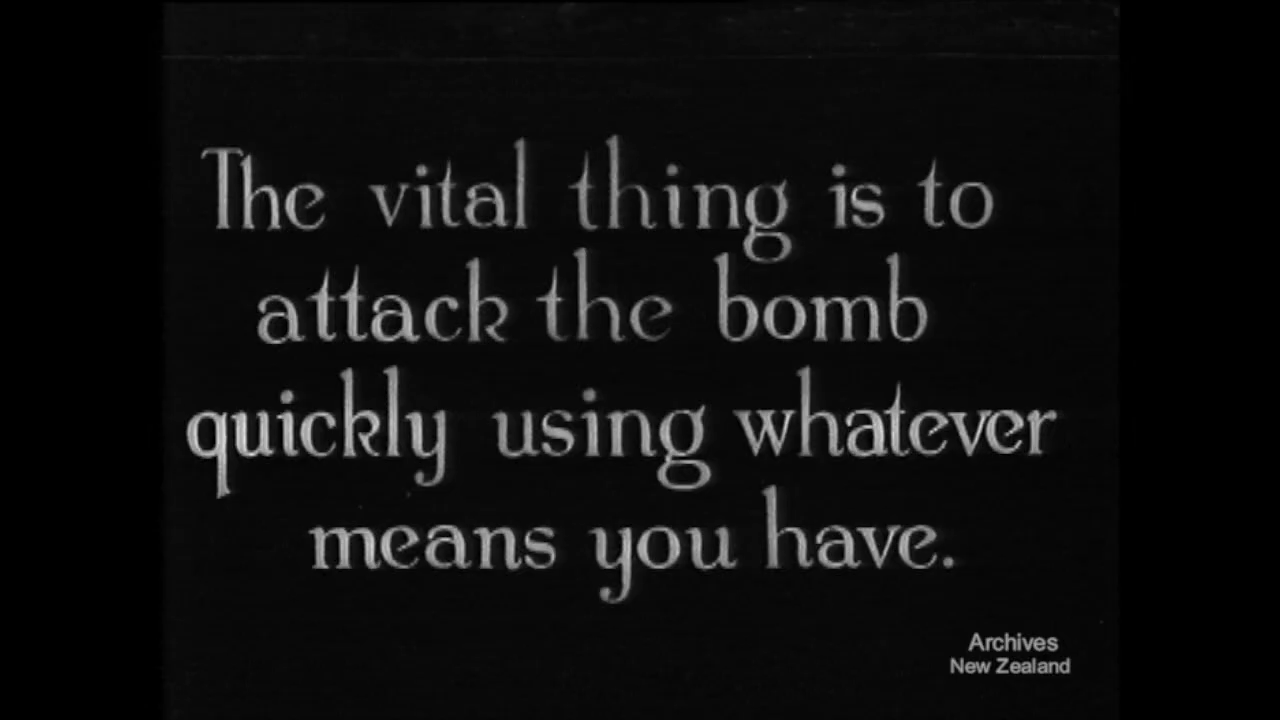 The vital thing is to
attack the bomb
quickly using whatever
means you have.
Archives
New Zealand